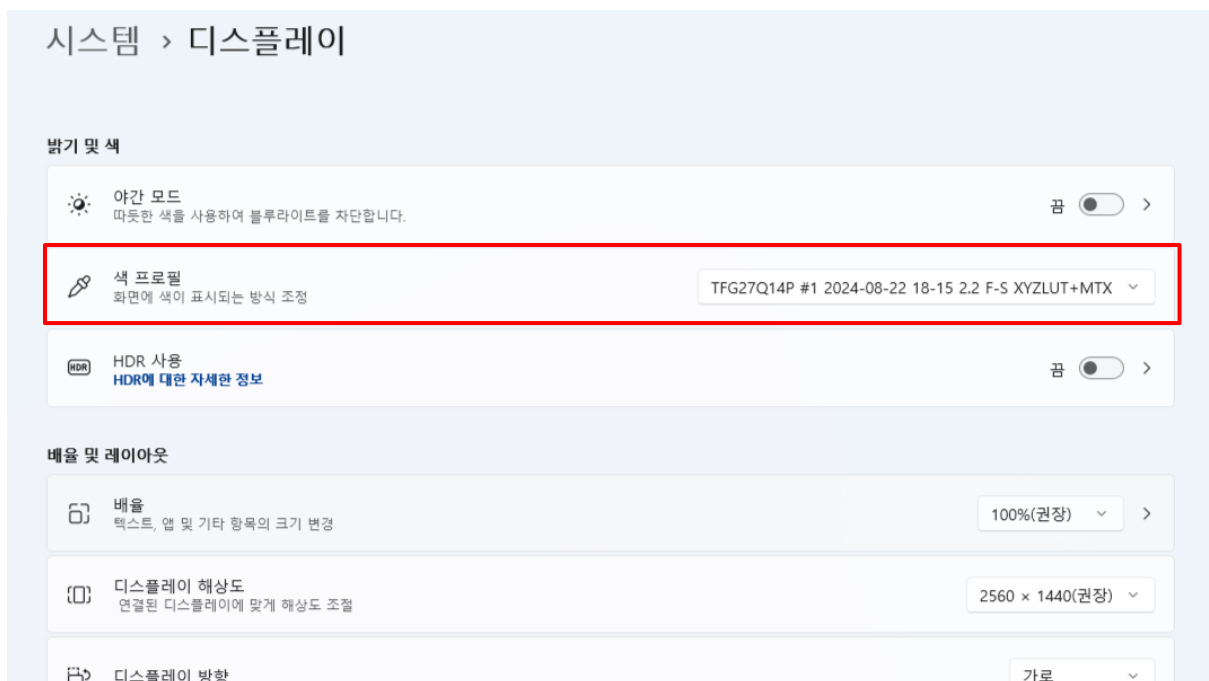 시스템 > 디스플레이
밝기 및 색
야간 모드
따뜻한 색을 사용하여 블루라이트를 차단합니다.
끔
색 프로필
화면에 색이 표시되는 방식 조정
TFG27Q14P #1 2024-08-22 18-15 2.2 F-S XYZLUT+MTX
HDR
HDR 사용
HDR에 대한 자세한 정보
끔
배율 및 레이아웃
배율
텍스트, 앱 및 기타 항목의 크기 변경
100%(권장)
디스플레이 해상도
연결된 디스플레이에 맞게 해상도 조절
2560 × 1440(권장)
디스플레이 방향
가로